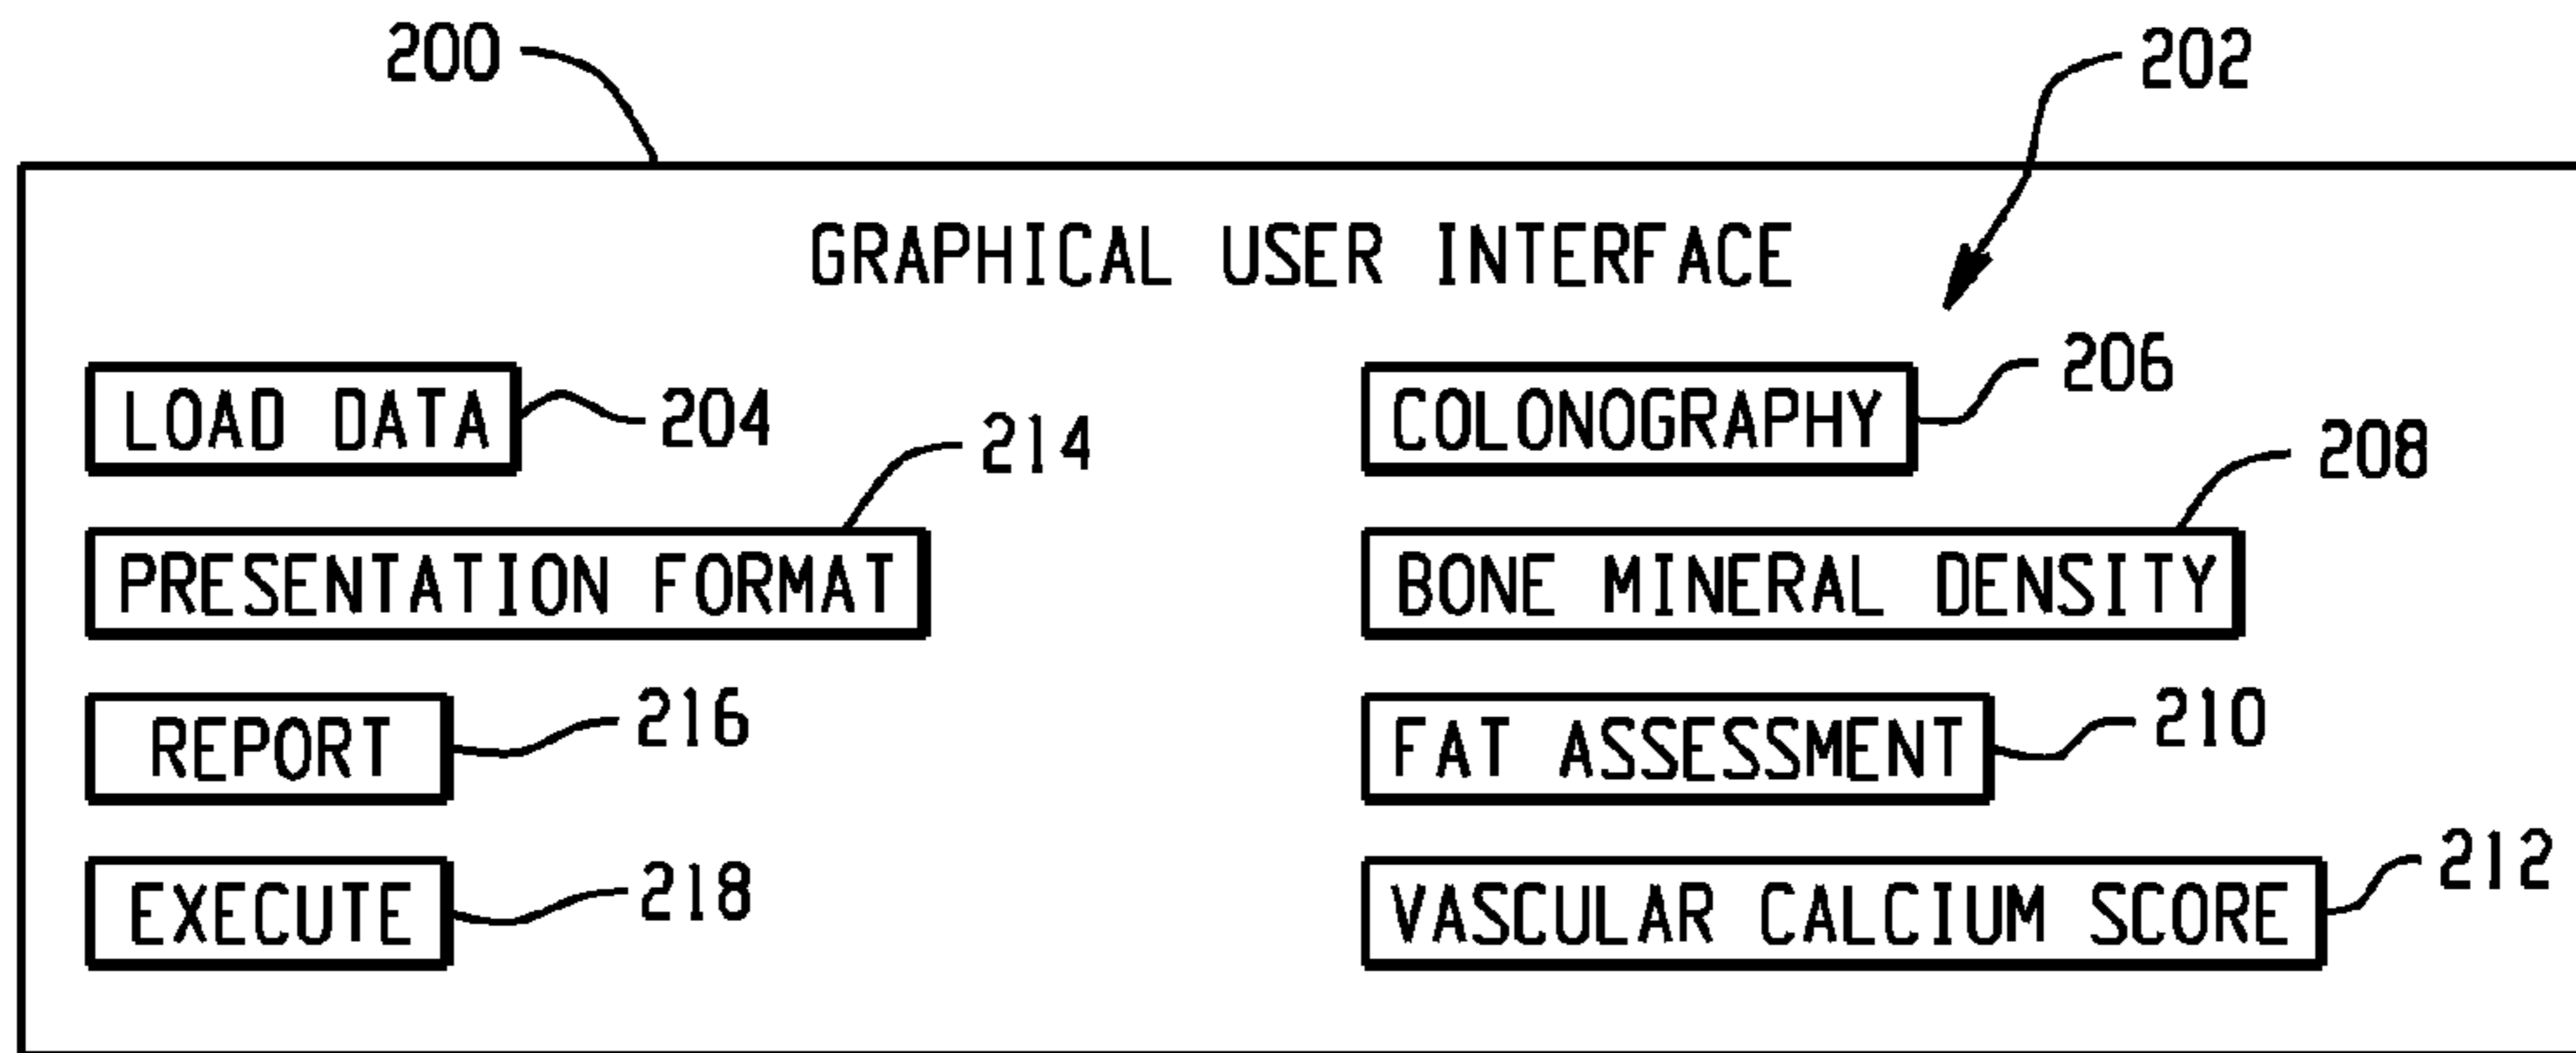 200
202
GRAPHICAL USER INTERFACE
LOAD DATA 204
COLONOGRAPHY 206
PRESENTATION FORMAT 214
BONE MINERAL DENSITY 208
REPORT 216
FAT ASSESSMENT 210
EXECUTE 218
VASCULAR CALCIUM SCORE 212